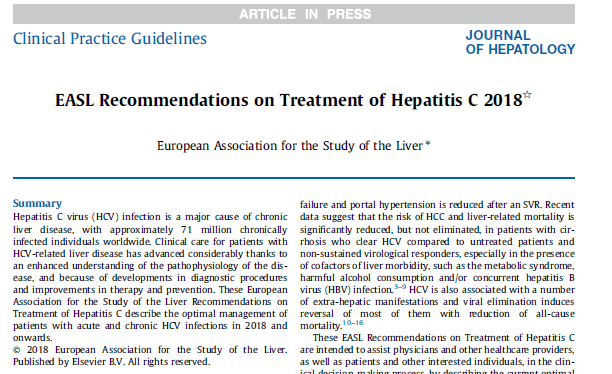 ARTICLE IN PRESS
Clinical Practice Guidelines
JOURNAL
OF HEPATOLOGY
EASL Recommendations on Treatment of Hepatitis C 2018☆
European Association for the Study of the Liver*
Summary
Hepatitis C virus (HCV) infection is a major cause of chronic
liver disease, with approximately 71 million chronically
infected individuals worldwide. Clinical care for patients with
HCV-related liver disease has advanced considerably thanks to
an enhanced understanding of the pathophysiology of the dis-
ease, and because of developments in diagnostic procedures
and improvements in therapy and prevention. These European
Association for the Study of the Liver Recommendations on
Treatment of Hepatitis C describe the optimal management of
patients with acute and chronic HCV infections in 2018 and
onwards.
© 2018 European Association for the Study of the Liver.
Published by Elsevier B.V. All rights reserved.
failure and portal hypertension is reduced after an SVR. Recent
data suggest that the risk of HCC and liver-related mortality is
significantly reduced, but not eliminated, in patients with cir-
rhosis who clear HCV compared to untreated patients and
non-sustained virological responders, especially in the presence
of cofactors of liver morbidity, such as the metabolic syndrome,
harmful alcohol consumption and/or concurrent hepatitis B
virus (HBV) infection.3–9 HCV is also associated with a number
of extra-hepatic manifestations and viral elimination induces
reversal of most of them with reduction of all-cause
mortality.10–16
These EASL Recommendations on Treatment of Hepatitis C
are intended to assist physicians and other healthcare providers,
as well as patients and other interested individuals, in the clin-
ical decision-making process, by describing the current optimal